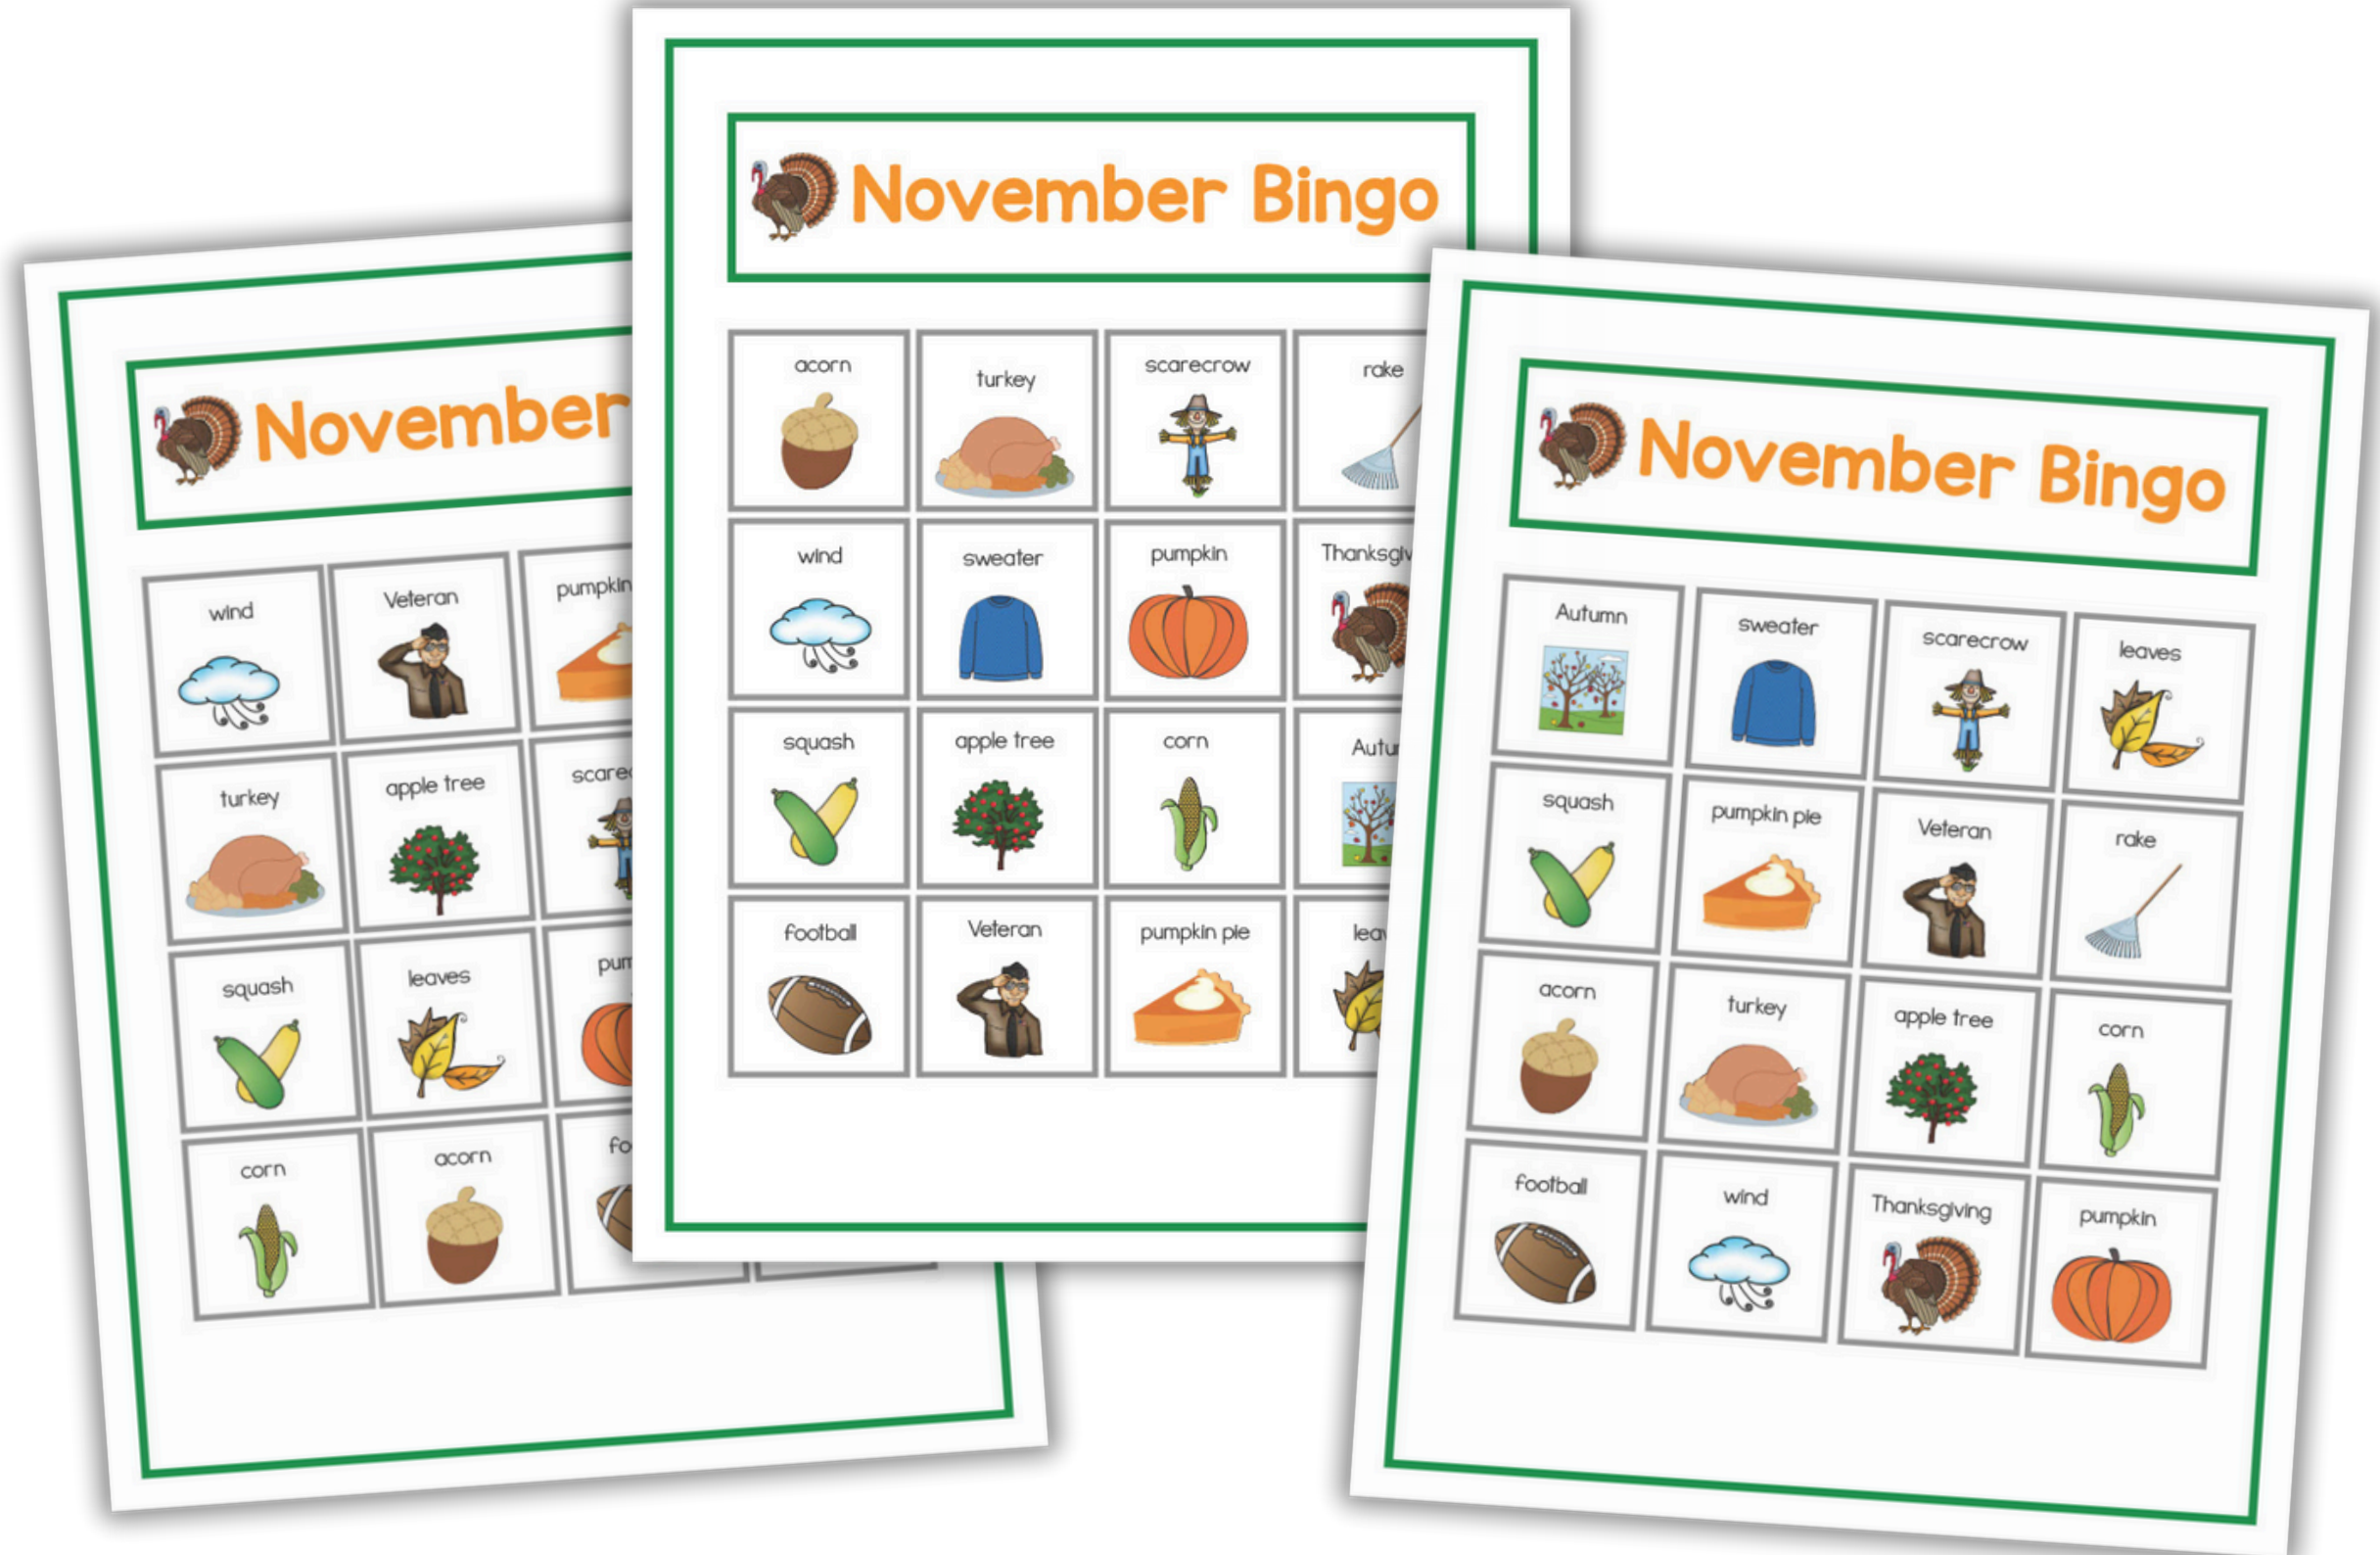 November
wind
Veteran
pumpkin
turkey
apple tree
squash
leaves
corn
acorn
November Bingo
acorn
turkey
scarecrow
rake
wind
sweater
pumpkin
squash
apple tree
corn
football
Veteran
pumpkin pie
November Bingo
Autumn
sweater
scarecrow
leaves
squash
pumpkin pie
Veteran
rake
acorn
turkey
apple tree
corn
football
wind
Thanksgiving
pumpkin